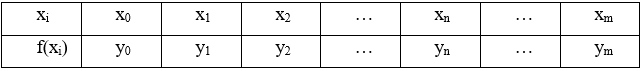 xᵢ x₀ x₁ x₂ … xₙ … xₘ
f(xᵢ) y₀ y₁ y₂ … yₙ … yₘ